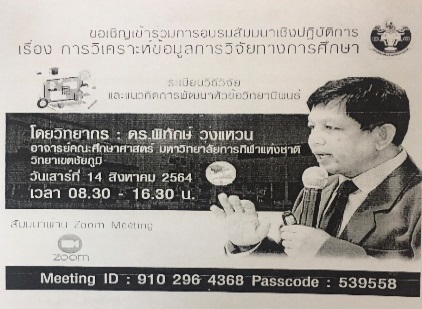 ขอเชิญเข้าร่วมการอบรมสัมมนาเชิงปฏิบัติการ
เรื่อง การวิเคราะห์ข้อมูลการวิจัยทางการศึกษา
ระเบียบวิธีวิจัย
และแนวคิดการพัฒนาหัวข้อวิทยานิพนธ์
โดยวิทยากร : ดร.พิทักษ์ วงแหวน
อาจารย์คณะศึกษาศาสตร์ มหาวิทยาลัยการกีฬาแห่งชาติ
วิทยาเขตชัยภูมิ
วันเสาร์ที่ 14 สิงหาคม 2564
เวลา 08.30 - 16.30 น.
สัมมนาผ่าน Zoom Meeting
zoom
Meeting ID : 910 296 4368 Passcode : 539558